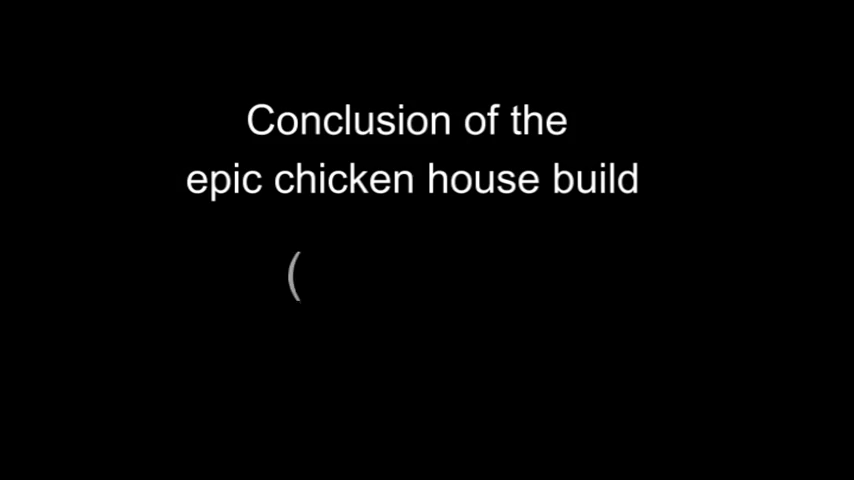 Conclusion of the
epic chicken house build
(